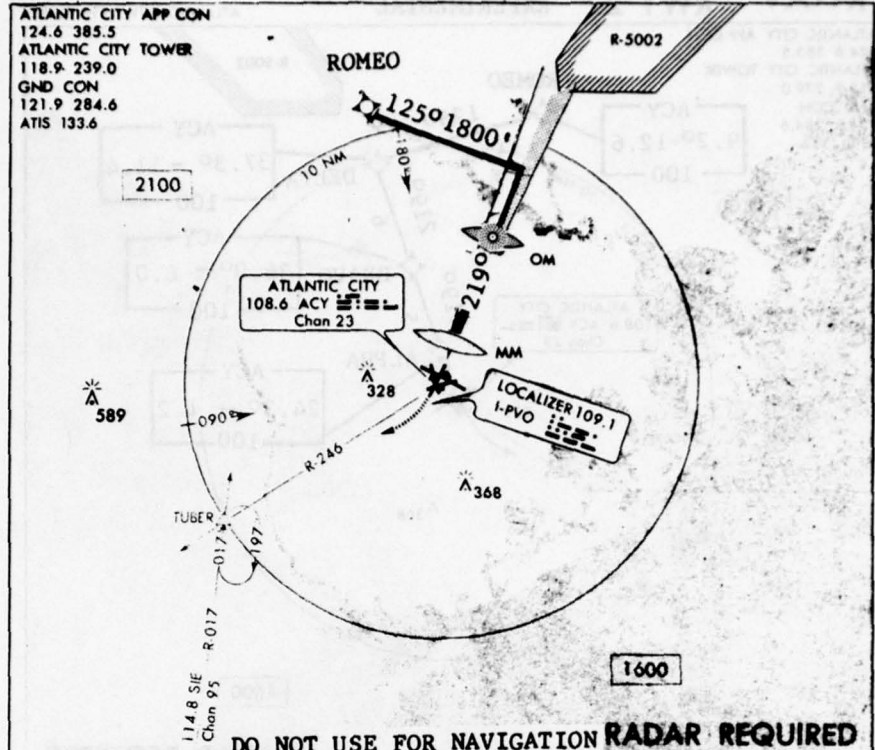 ATLANTIC CITY APP CON
124.6 385.5
ATLANTIC CITY TOWER
118.9 239.0
GND CON
121.9 284.6
ATIS 133.6
R-5002
ROMEO
125° 1800'
10 NM
180°
2100
OM
219°
ATLANTIC CITY
108.6 ACY
Chan 23
MM
LOCALIZER 109.1
I-PVO
328
589
090°
R-246
368
TUBER
017
197
R-017
114.8 SIE
Chan 95
1600
DO NOT USE FOR NAVIGATION RADAR REQUIRED